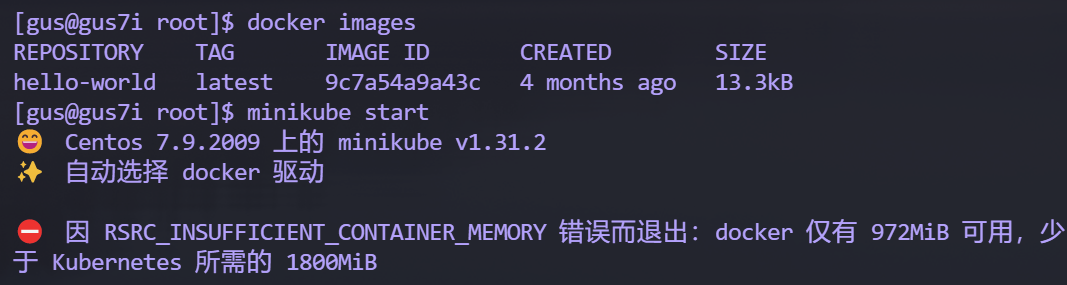 [gus@gus7i root]$ docker images
REPOSITORY    TAG       IMAGE ID       CREATED        SIZE
hello-world   latest    9c7a54a9a43c   4 months ago   13.3kB
[gus@gus7i root]$ minikube start
😄  Centos 7.9.2009 上的 minikube v1.31.2
✨  自动选择 docker 驱动
⛔  因 RSRC_INSUFFICIENT_CONTAINER_MEMORY 错误而退出：docker 仅有 972MiB 可用，少
于 Kubernetes 所需的 1800MiB